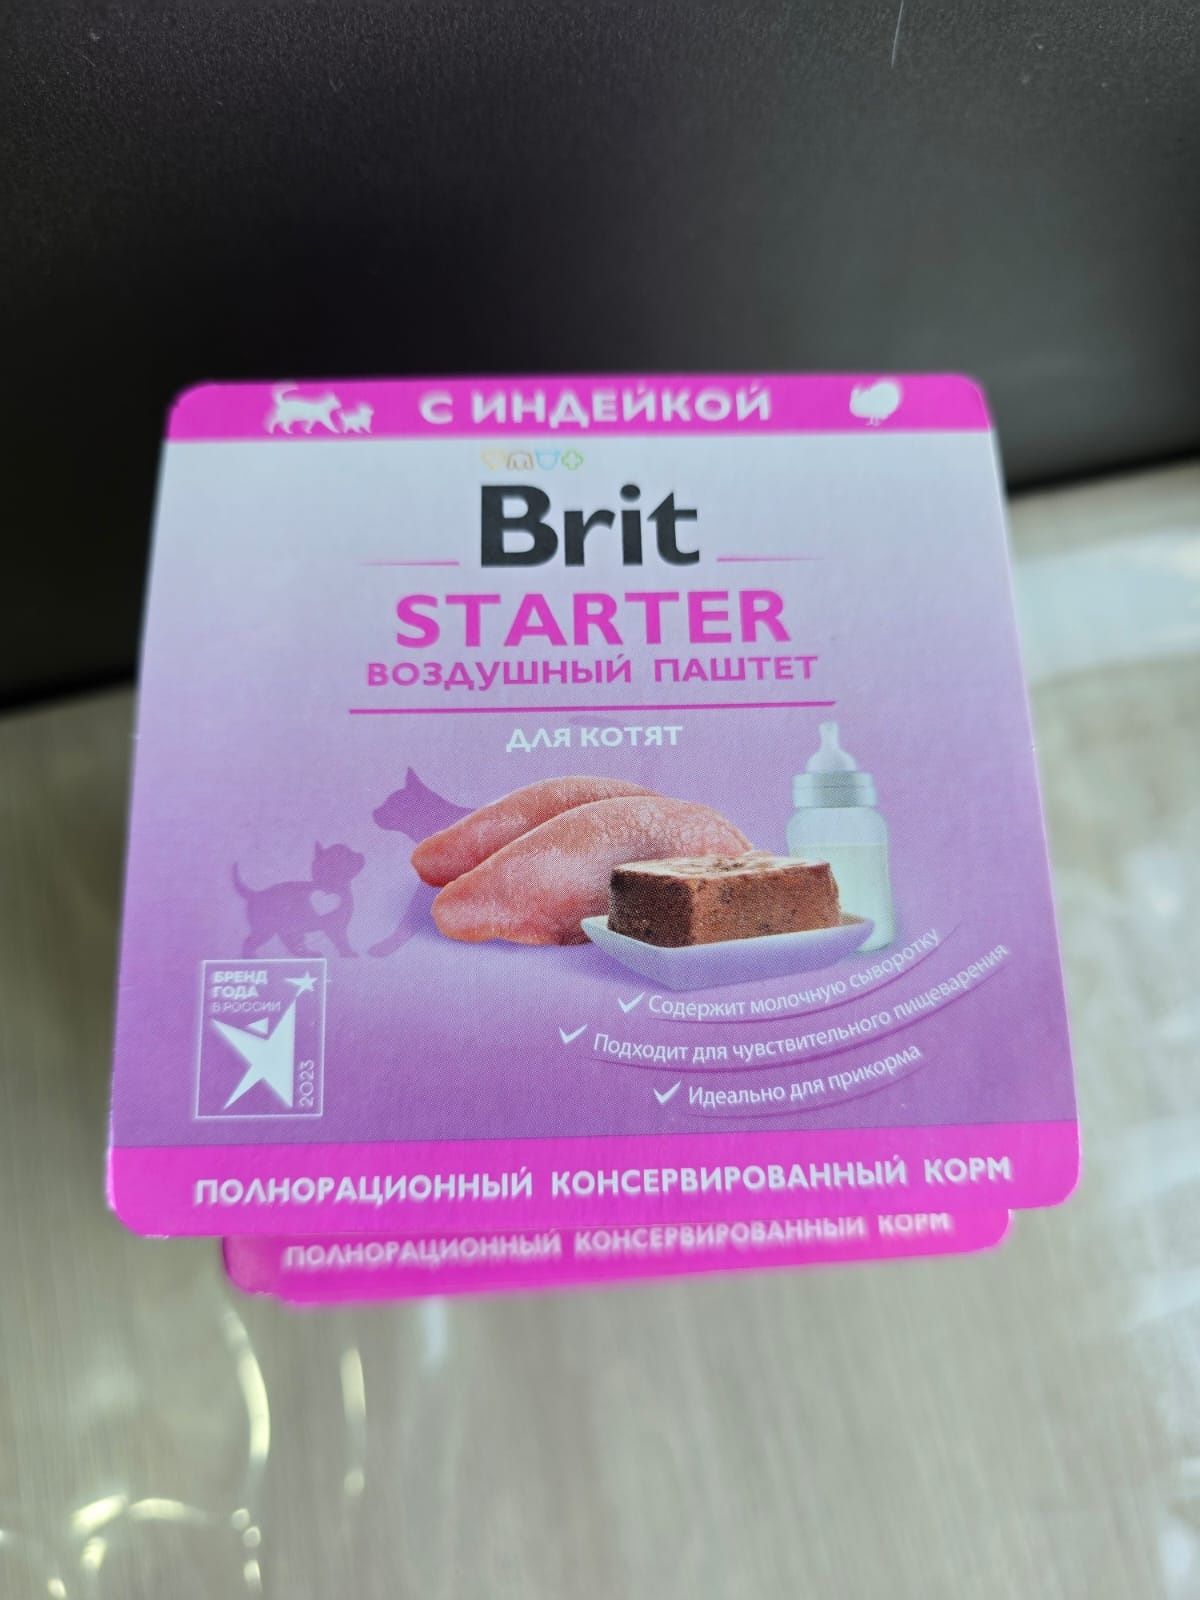 С ИНДЕЙКОЙ
Brit
STARTER
ВОЗДУШНЫЙ ПАШТЕТ
ДЛЯ КОТЯТ
Содержит молочную сыворотку
Подходит для чувствительного пищеварения
Идеально для прикорма
БРЕНД
ГОДА
В РОССИИ
2023
ПОЛНОРАЦИОННЫЙ КОНСЕРВИРОВАННЫЙ КОРМ
ПОЛНОРАЦИОННЫЙ КОНСЕРВИРОВАННЫЙ КОРМ